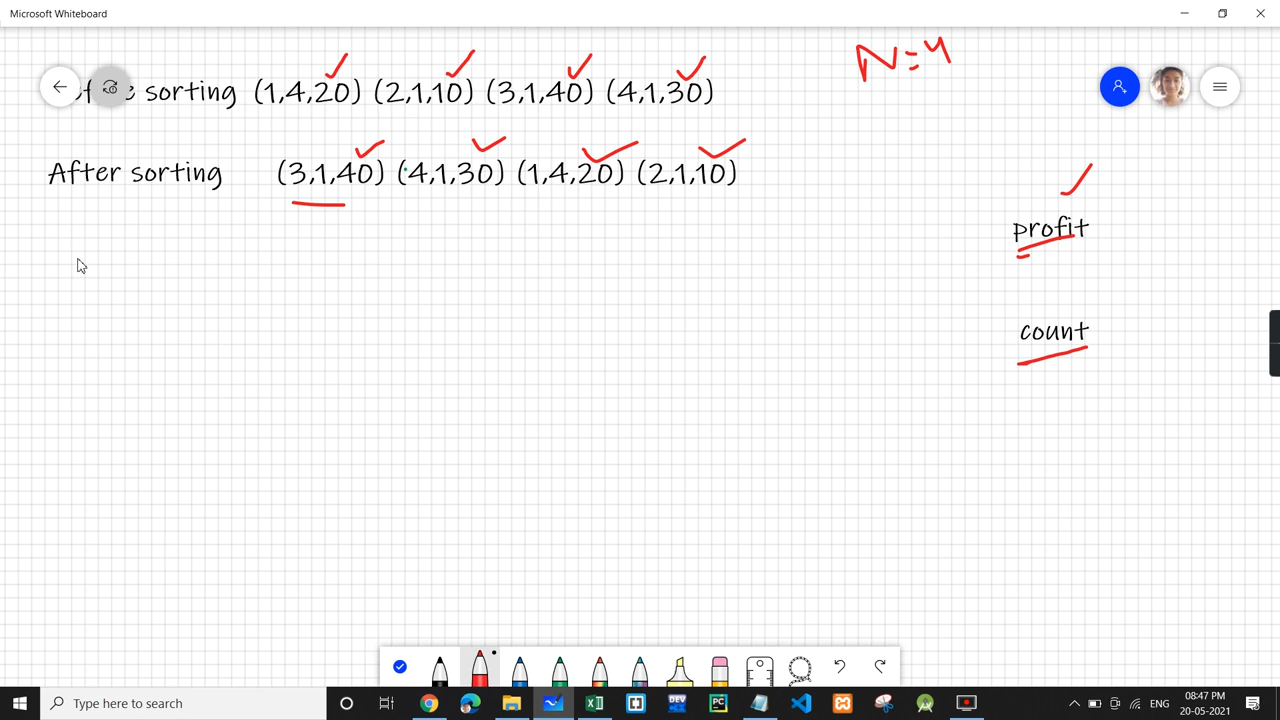 Microsoft Whiteboard
N=4
sorting (1,4,20) (2,1,10) (3,1,40) (4,1,30)
After sorting (3,1,40) (4,1,30) (1,4,20) (2,1,10)
profit
count
Type here to search
DEV
PC
ENG
08:47 PM
20-05-2021